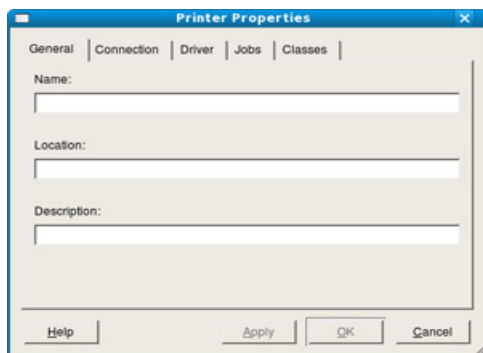 Printer Properties
General Connection Driver Jobs Classes
Name:
Location:
Description:
Help Apply OK Cancel